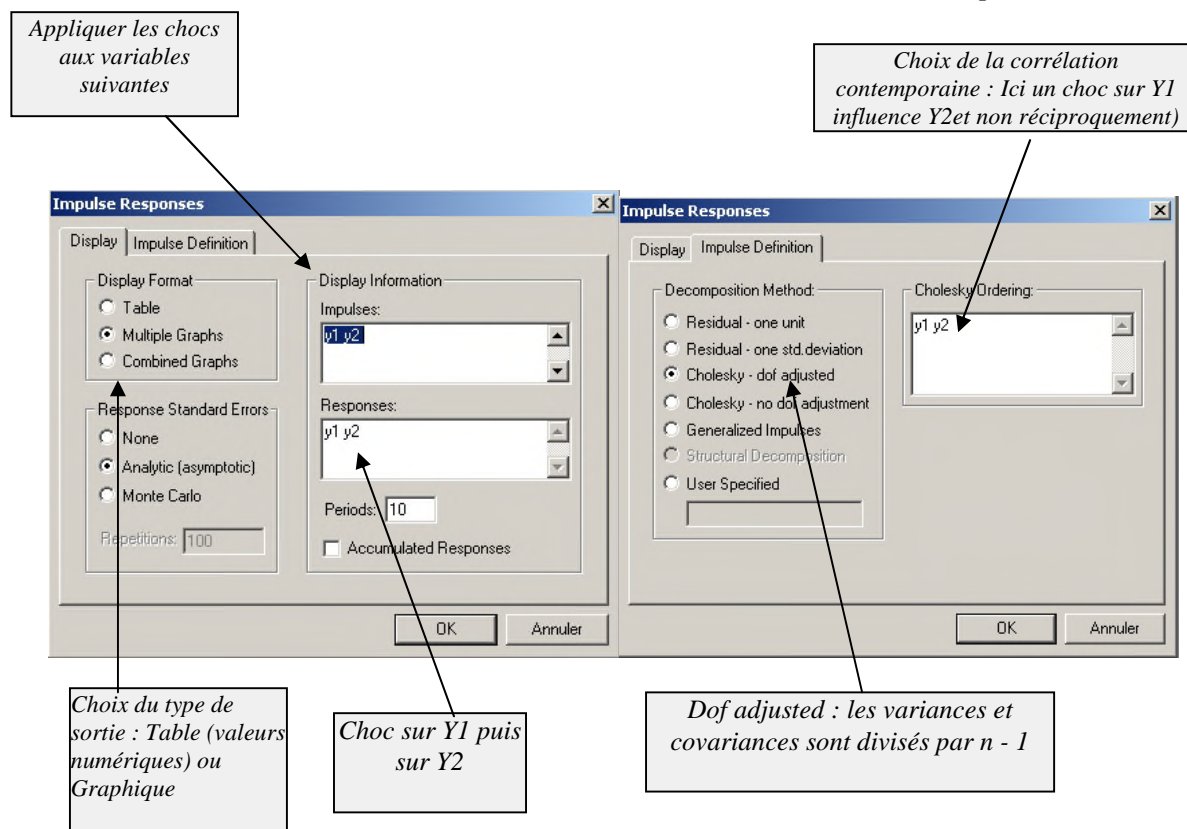 Appliquer les chocs
aux variables
suivantes
Choix de la corrélation
contemporaine : Ici un choc sur Y1
influence Y2et non réciproquement)
Impulse Responses
Display
Impulse Definition
Display Format
Table
Multiple Graphs
Combined Graphs
Response Standard Errors
None
Analytic (asymptotic)
Monte Carlo
Repetitions: 100
Display Information
Impulses:
y1 y2
Responses:
y1 y2
Periods: 10
Accumulated Responses
OK
Annuler
Impulse Responses
Display
Impulse Definition
Decomposition Method:
Residual - one unit
Residual - one std.deviation
Cholesky - dof adjusted
Cholesky - no dof adjustment
Generalized Impulses
Structural Decomposition
User Specified
Cholesky Ordering:
y1 y2
OK
Annuler
Choix du type de
sortie : Table (valeurs
numériques) ou
Graphique
Choc sur Y1 puis
sur Y2
Dof adjusted : les variances et
covariances sont divisés par n - 1